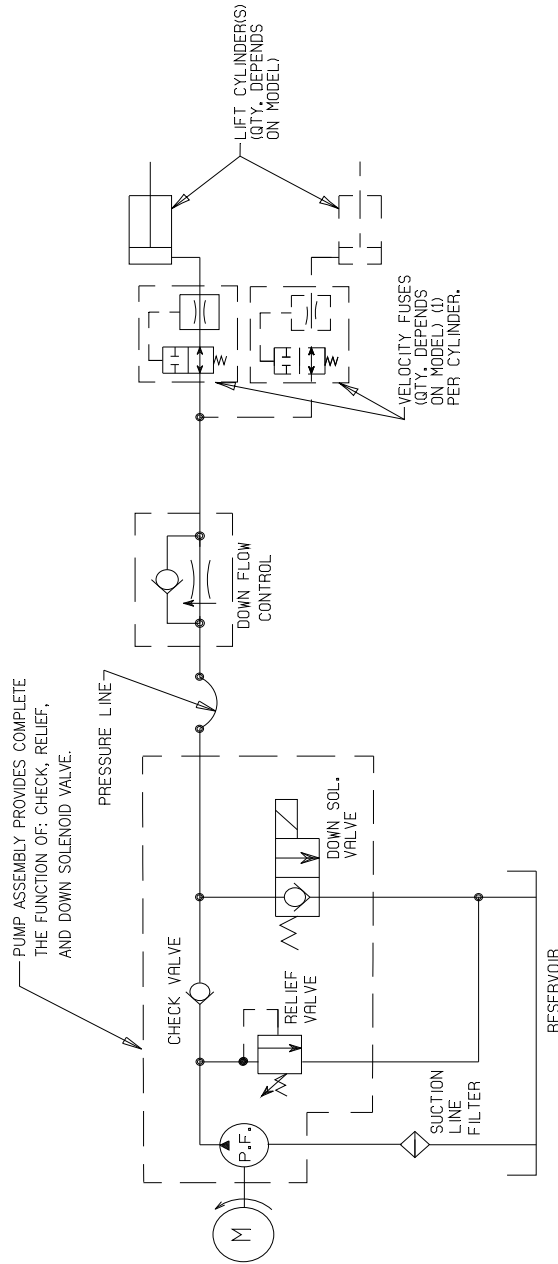 PUMP ASSEMBLY PROVIDES COMPLETE
THE FUNCTION OF: CHECK, RELIEF,
AND DOWN SOLENOID VALVE.
PRESSURE LINE
LIFT CYLINDER(S)
(QTY. DEPENDS
ON MODEL)
VELOCITY FUSES
(QTY. DEPENDS
ON MODEL) (1)
PER CYLINDER.
DOWN FLOW
CONTROL
CHECK VALVE
DOWN SOL.
VALVE
RELIEF
VALVE
M
P.F.
SUCTION
LINE
FILTER
RESERVOIR